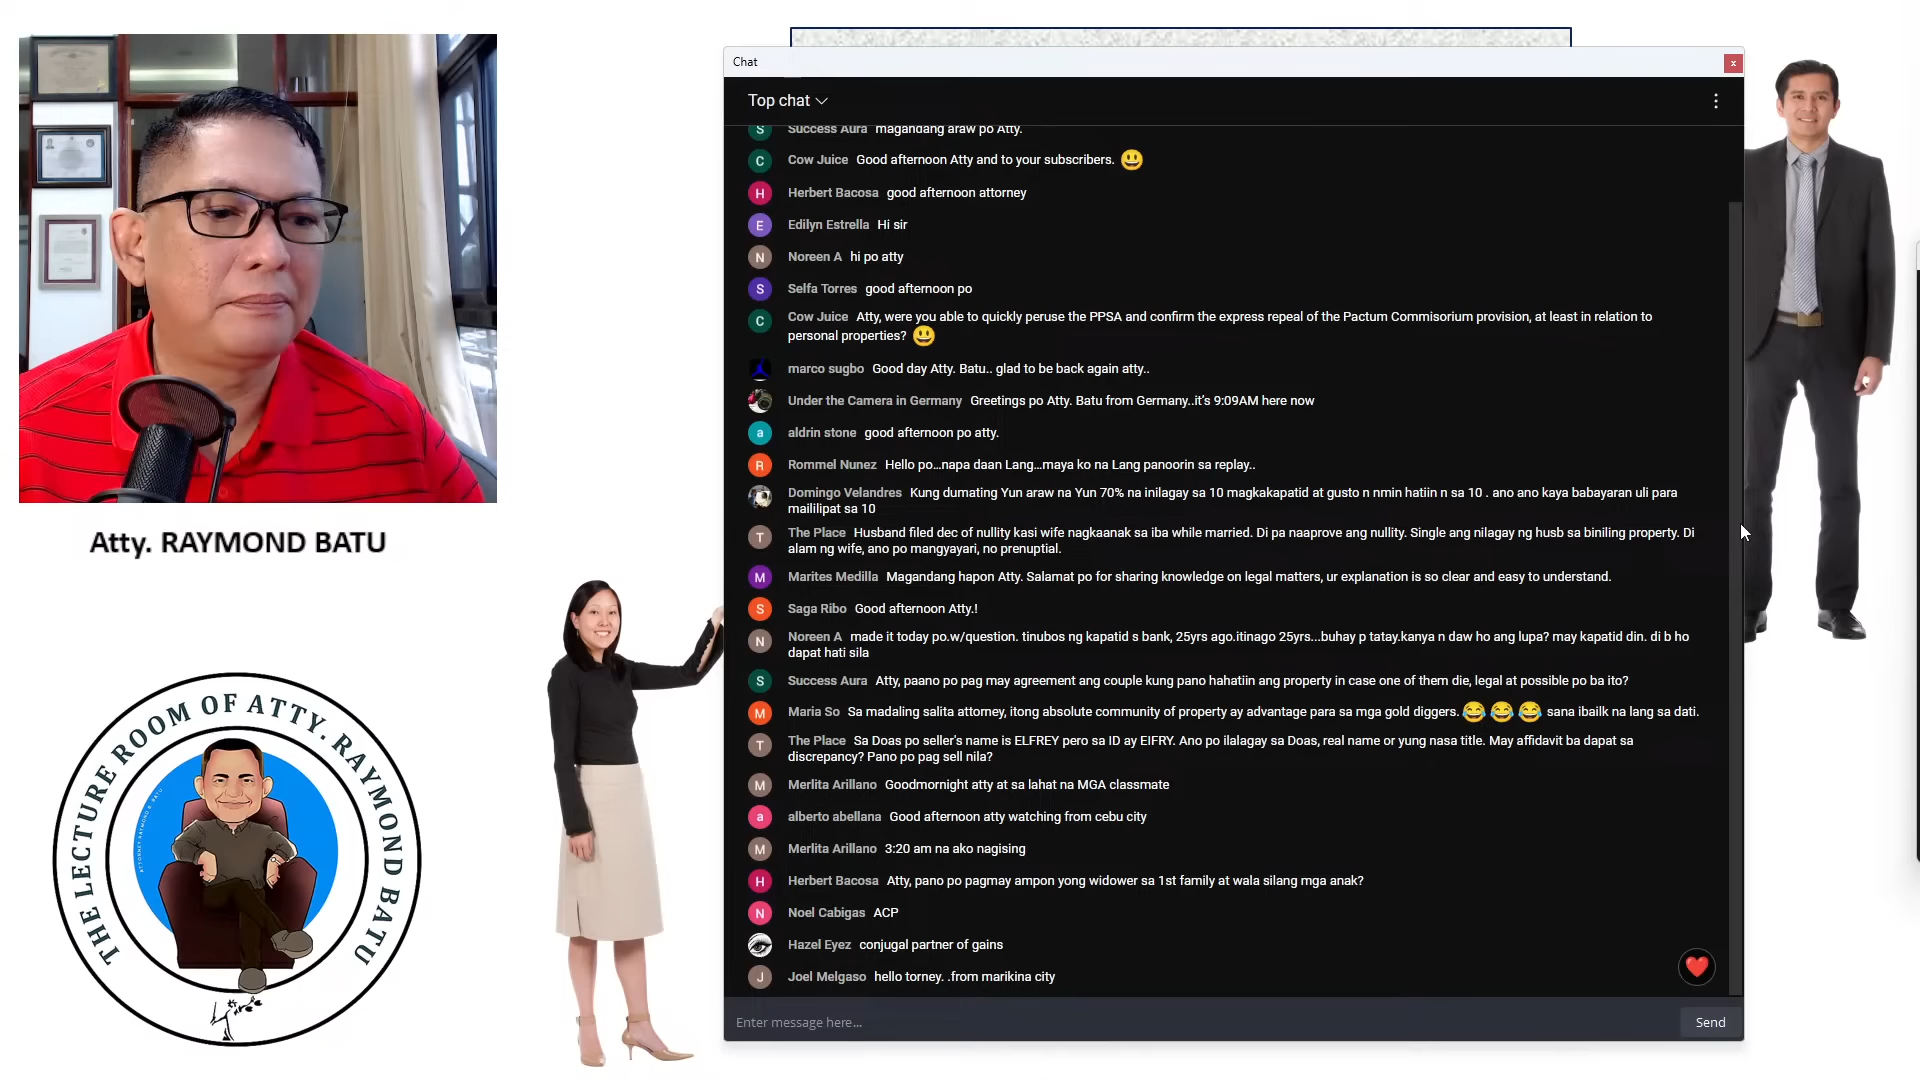 Chat
x
Top chat
S Success Aura magandang araw po Atty.
C Cow Juice Good afternoon Atty and to your subscribers. 😃
H Herbert Bacosa good afternoon attorney
E Edilyn Estrella Hi sir
N Noreen A hi po atty
S Selfa Torres good afternoon po
C Cow Juice Atty, were you able to quickly peruse the PPSA and confirm the express repeal of the Pactum Commisorium provision, at least in relation to
personal properties? 😃
marco sugbo Good day Atty. Batu.. glad to be back again atty..
Under the Camera in Germany Greetings po Atty. Batu from Germany..it's 9:09AM here now
a aldrin stone good afternoon po atty.
R Rommel Nunez Hello po…napa daan Lang…maya ko na Lang panoorin sa replay..
Domingo Velandres Kung dumating Yun araw na Yun 70% na inilagay sa 10 magkakapatid at gusto n nmin hatiin n sa 10 . ano ano kaya babayaran uli para
maililipat sa 10
T The Place Husband filed dec of nullity kasi wife nagkaanak sa iba while married. Di pa naaprove ang nullity. Single ang nilagay ng husb sa biniling property. Di
alam ng wife, ano po mangyayari, no prenuptial.
M Marites Medilla Magandang hapon Atty. Salamat po for sharing knowledge on legal matters, ur explanation is so clear and easy to understand.
S Saga Ribo Good afternoon Atty.!
N Noreen A made it today po.w/question. tinubos ng kapatid s bank, 25yrs ago.itinago 25yrs...buhay p tatay.kanya n daw ho ang lupa? may kapatid din. di b ho
dapat hati sila
S Success Aura Atty, paano po pag may agreement ang couple kung pano hahatiin ang property in case one of them die, legal at possible po ba ito?
M Maria So Sa madaling salita attorney, itong absolute community of property ay advantage para sa mga gold diggers. 😂 😂 😂 sana ibailk na lang sa dati.
T The Place Sa Doas po seller's name is ELFREY pero sa ID ay EIFRY. Ano po ilalagay sa Doas, real name or yung nasa title. May affidavit ba dapat sa
discrepancy? Pano po pag sell nila?
M Merlita Arillano Goodmornight atty at sa lahat na MGA classmate
a alberto abellana Good afternoon atty watching from cebu city
M Merlita Arillano 3:20 am na ako nagising
H Herbert Bacosa Atty, pano po pagmay ampon yong widower sa 1st family at wala silang mga anak?
N Noel Cabigas ACP
Hazel Eyez conjugal partner of gains
J Joel Melgaso hello torney. .from marikina city
Enter message here...
Send
Atty. RAYMOND BATU
THE LECTURE ROOM OF ATTY. RAYMOND BATU
ATTORNEY RAYMOND B. BATU